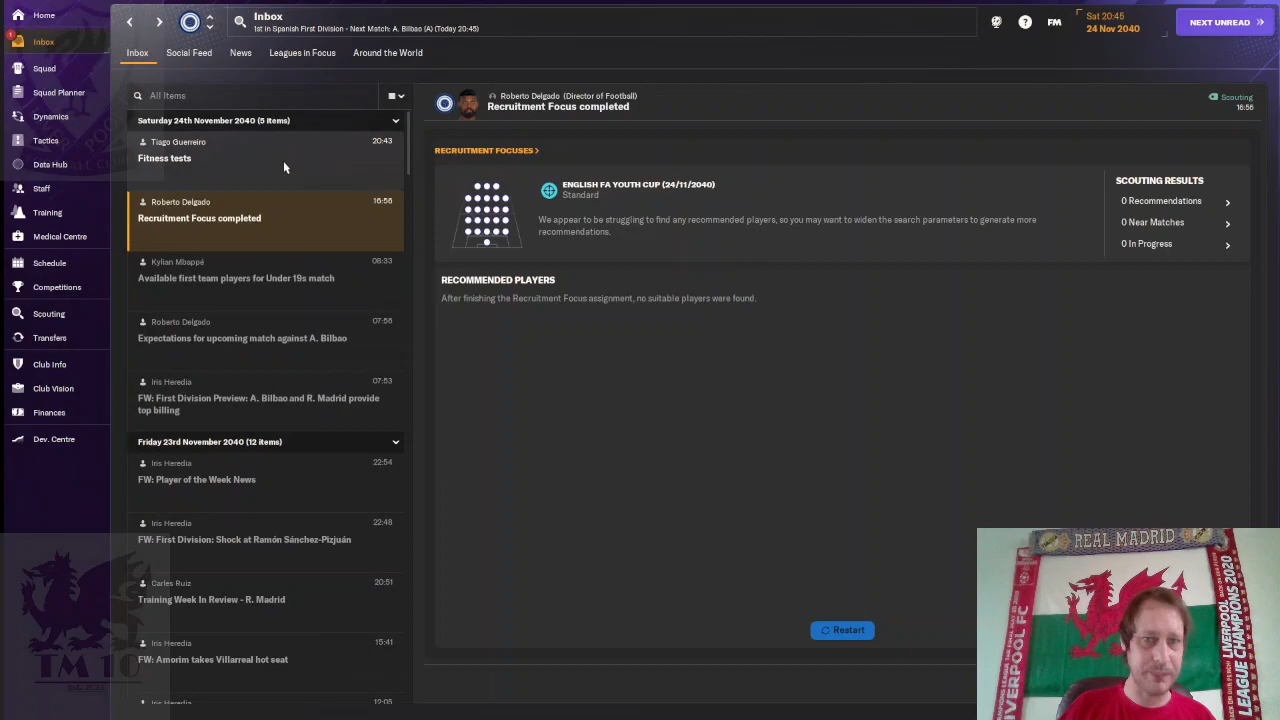 Inbox
1st in Spanish First Division - Next Match: A. Bilbao (A) (Today 20:45)
FM
Sat 20:45
24 Nov 2040
NEXT UNREAD
Inbox
Social Feed
News
Leagues in Focus
Around the World
Home
1
Inbox
Squad
Squad Planner
Dynamics
Tactics
Data Hub
Staff
Training
Medical Centre
Schedule
Competitions
Scouting
Transfers
Club Info
Club Vision
Finances
Dev. Centre
All Items
Saturday 24th November 2040 (5 Items)
Tiago Guerreiro
20:43
Fitness tests
Roberto Delgado
16:56
Recruitment Focus completed
Kylian Mbappé
08:33
Available first team players for Under 19s match
Roberto Delgado
07:56
Expectations for upcoming match against A. Bilbao
Iris Heredia
07:53
FW: First Division Preview: A. Bilbao and R. Madrid provide
top billing
Friday 23rd November 2040 (12 items)
Iris Heredia
22:54
FW: Player of the Week News
Iris Heredia
22:48
FW: First Division: Shock at Ramón Sánchez-Pizjuán
Carles Ruiz
20:51
Training Week In Review - R. Madrid
Iris Heredia
15:41
FW: Amorim takes Villarreal hot seat
Iris Heredia
12:05
Roberto Delgado (Director of Football)
Recruitment Focus completed
Scouting
16:56
RECRUITMENT FOCUSES >
ENGLISH FA YOUTH CUP (24/11/2040)
Standard
We appear to be struggling to find any recommended players, so you may want to widen the search parameters to generate more
recommendations.
SCOUTING RESULTS
0 Recommendations
0 Near Matches
0 In Progress
RECOMMENDED PLAYERS
After finishing the Recruitment Focus assignment, no suitable players were found.
Restart
TM 10
REAL MADRID
LIVERPOOL FC
LIVERPOOL
LEAGUE CHAMPIONS 2020